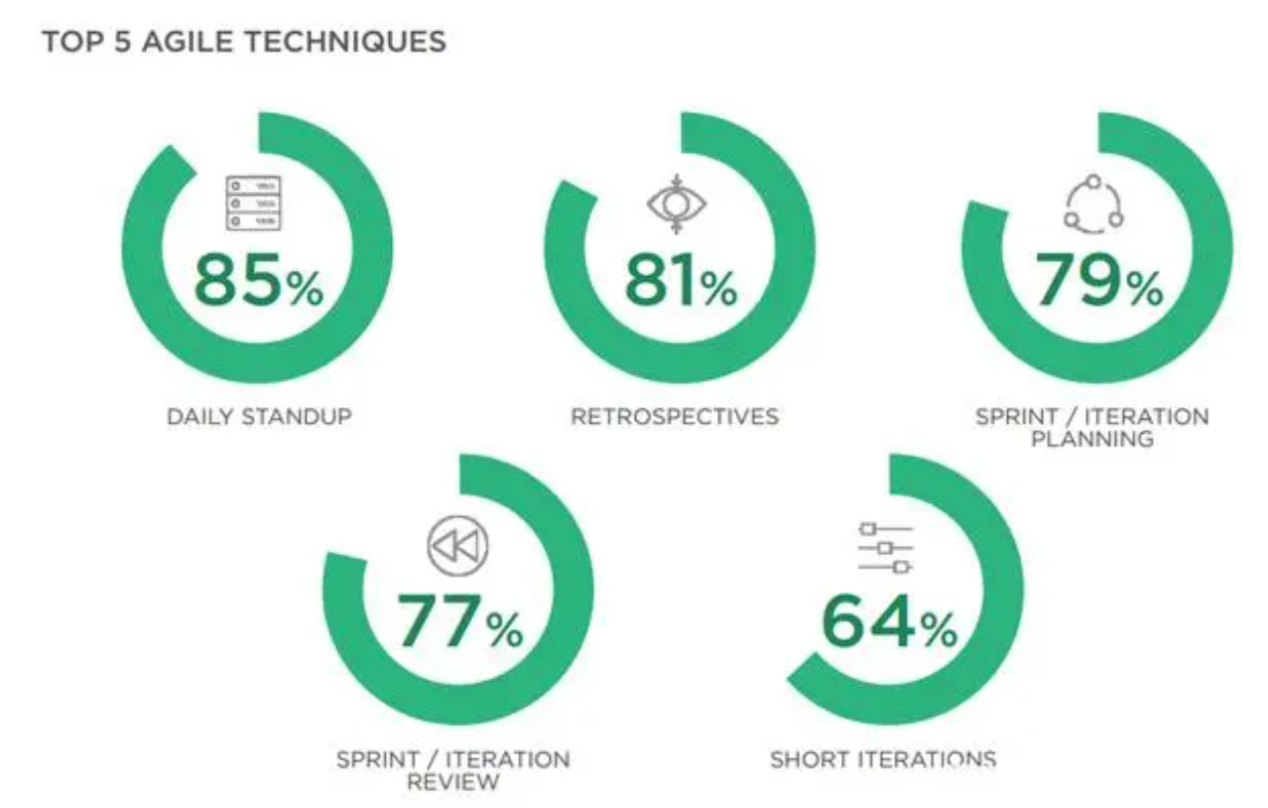 TOP 5 AGILE TECHNIQUES
85%
81%
79%
DAILY STANDUP
RETROSPECTIVES
SPRINT / ITERATION
PLANNING
77%
64%
SPRINT / ITERATION
REVIEW
SHORT ITERATIONS